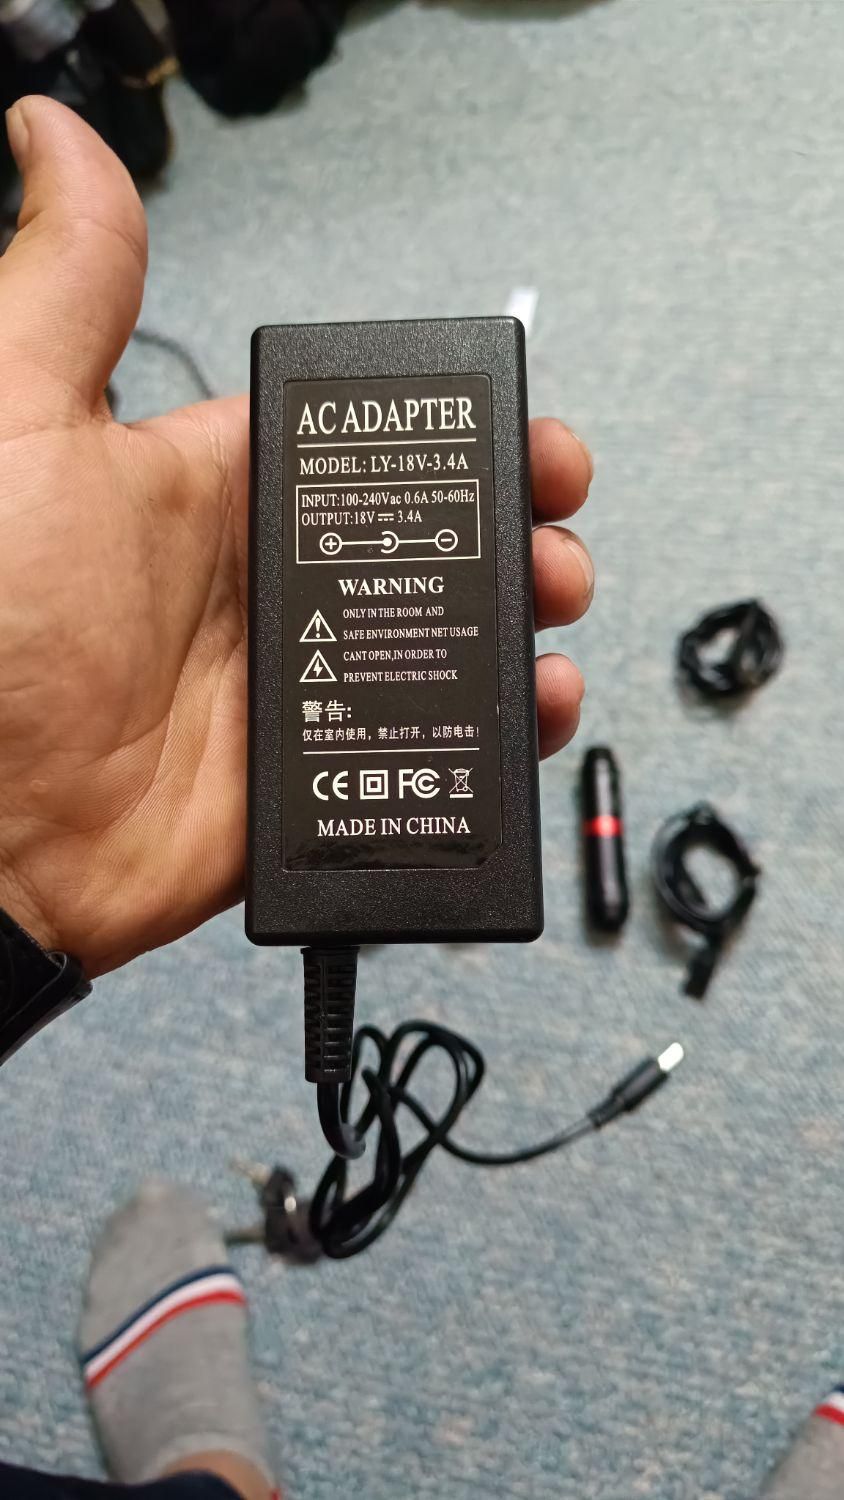 AC ADAPTER
MODEL: LY-18V-3.4A
INPUT:100-240Vac 0.6A 50-60Hz
OUTPUT:18V ⎓ 3.4A
WARNING
ONLY IN THE ROOM AND
SAFE ENVIRONMENT NET USAGE
CANT OPEN,IN ORDER TO
PREVENT ELECTRIC SHOCK
警告:
仅在室内使用，禁止打开，以防电击!
CE FC
MADE IN CHINA